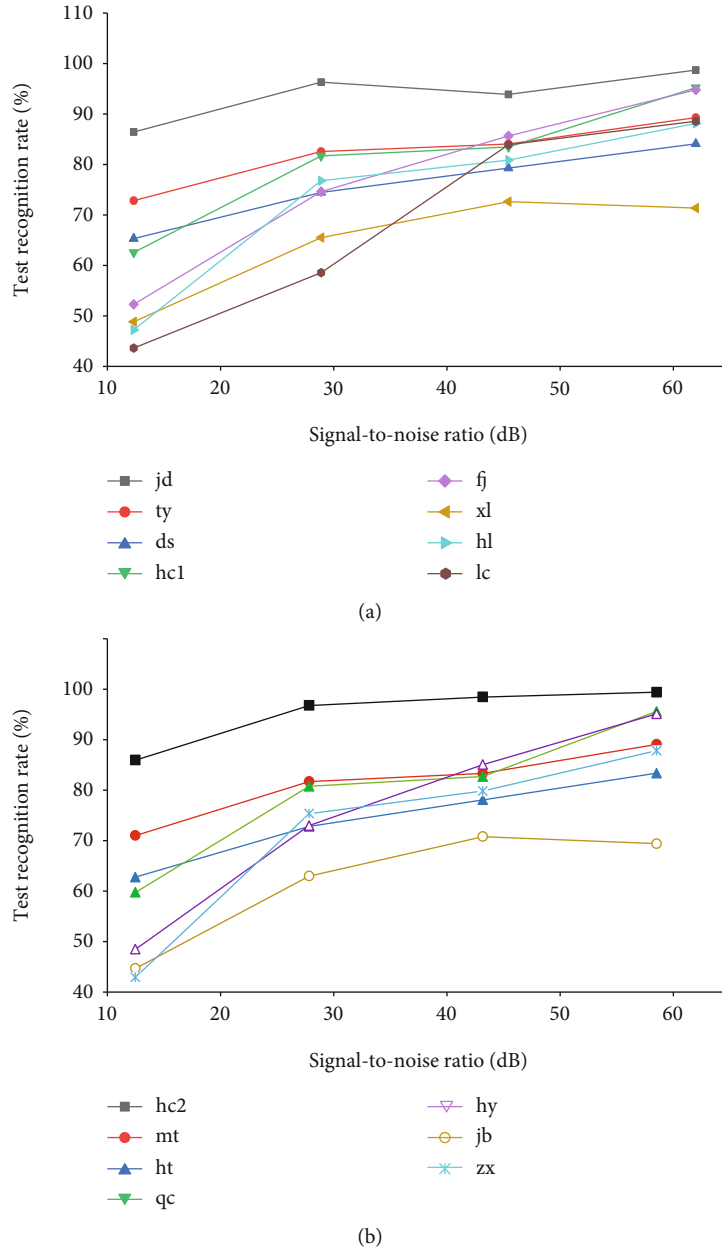 110
100
90
80
70
60
50
40
Test recognition rate (%)
10 20 30 40 50 60
Signal-to-noise ratio (dB)
jd fj
ty xl
ds hl
hc1 lc
(a)
100
90
80
70
60
50
40
Test recognition rate (%)
10 20 30 40 50 60
Signal-to-noise ratio (dB)
hc2 hy
mt jb
ht zx
qc
(b)